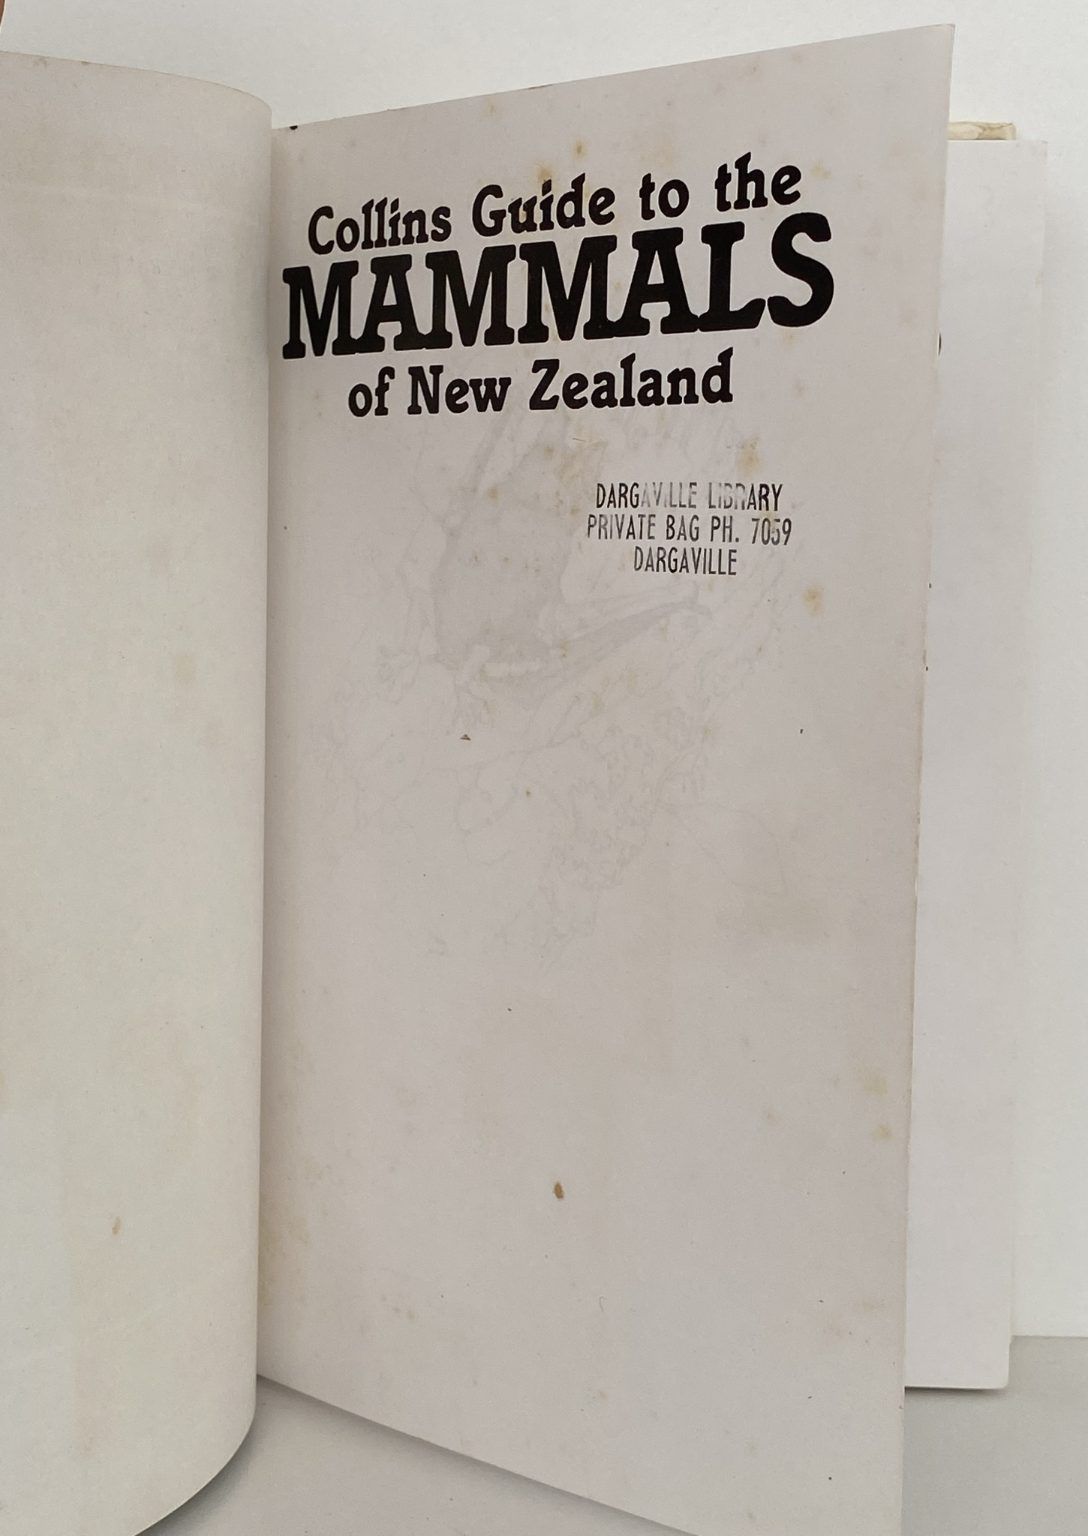 Collins Guide to the
MAMMALS
of New Zealand
DARGAVILLE LIBRARY
PRIVATE BAG PH. 7059
DARGAVILLE